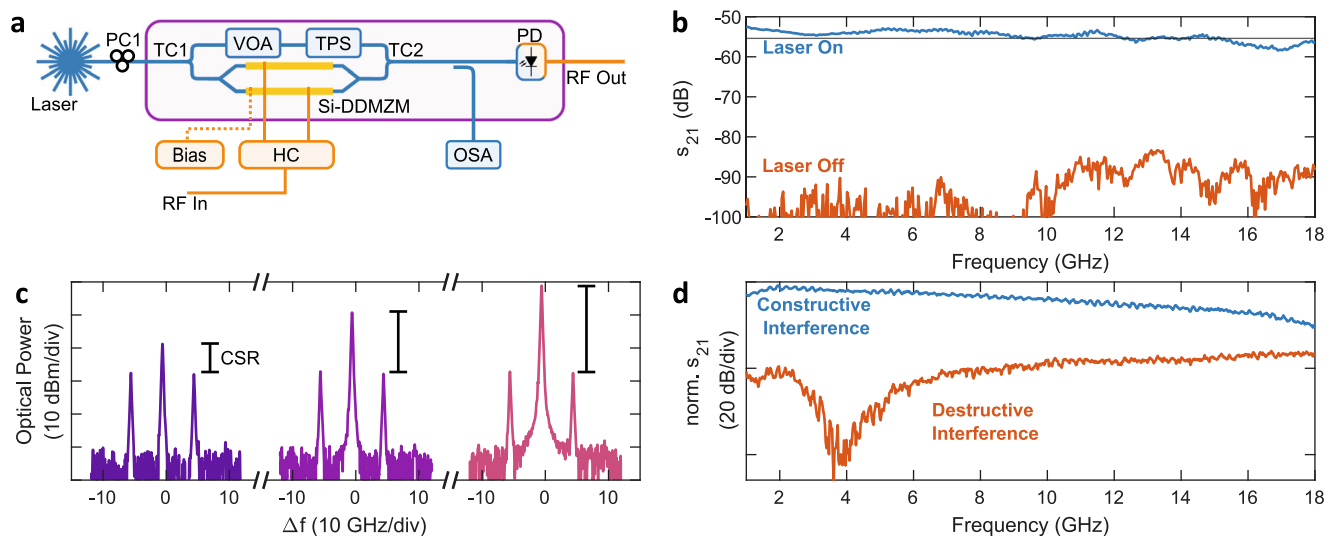 a
PC1
TC1
VOA
TPS
TC2
PD
RF Out
Laser
Si-DDMZM
Bias
HC
OSA
RF In
b
-50
-60
-70
-80
-90
-100
s21 (dB)
Laser On
Laser Off
2 4 6 8 10 12 14 16 18
Frequency (GHz)
c
Optical Power
(10 dBm/div)
CSR
-10 0 10 -10 0 10 -10 0 10
Δf (10 GHz/div)
d
norm. s21
(20 dB/div)
Constructive
Interference
Destructive
Interference
2 4 6 8 10 12 14 16 18
Frequency (GHz)